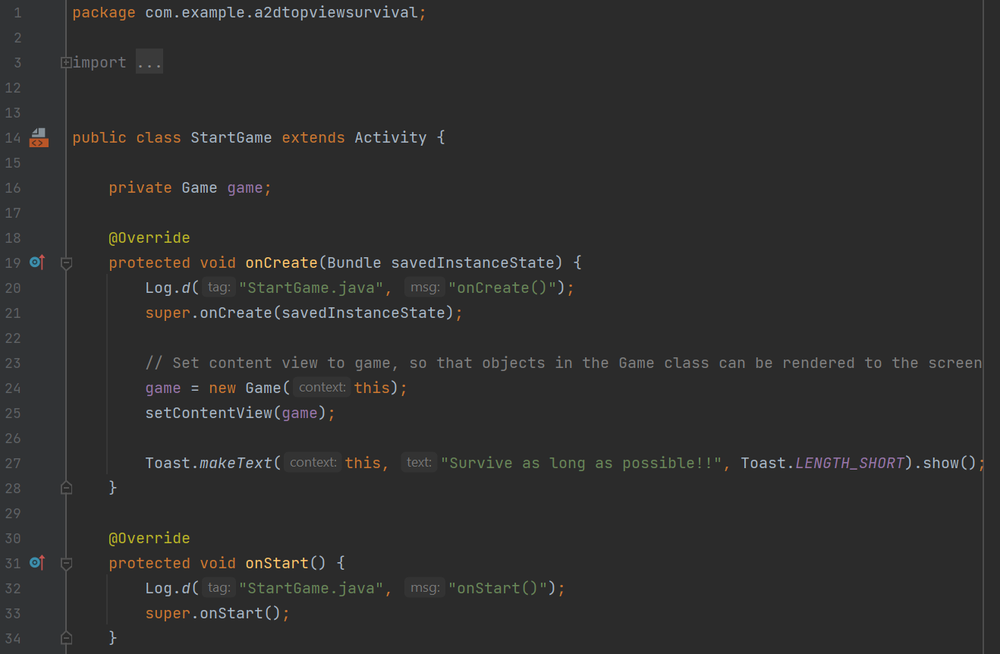 1 package com.example.a2dtopviewsurvival;
2
3 import ...
12
13
14 public class StartGame extends Activity {
15
16 private Game game;
17
18 @Override
19 protected void onCreate(Bundle savedInstanceState) {
20 Log.d( tag: "StartGame.java", msg: "onCreate()");
21 super.onCreate(savedInstanceState);
22
23 // Set content view to game, so that objects in the Game class can be rendered to the screen
24 game = new Game( context: this);
25 setContentView(game);
26
27 Toast.makeText( context: this, text: "Survive as long as possible!!", Toast.LENGTH_SHORT).show();
28 }
29
30 @Override
31 protected void onStart() {
32 Log.d( tag: "StartGame.java", msg: "onStart()");
33 super.onStart();
34 }